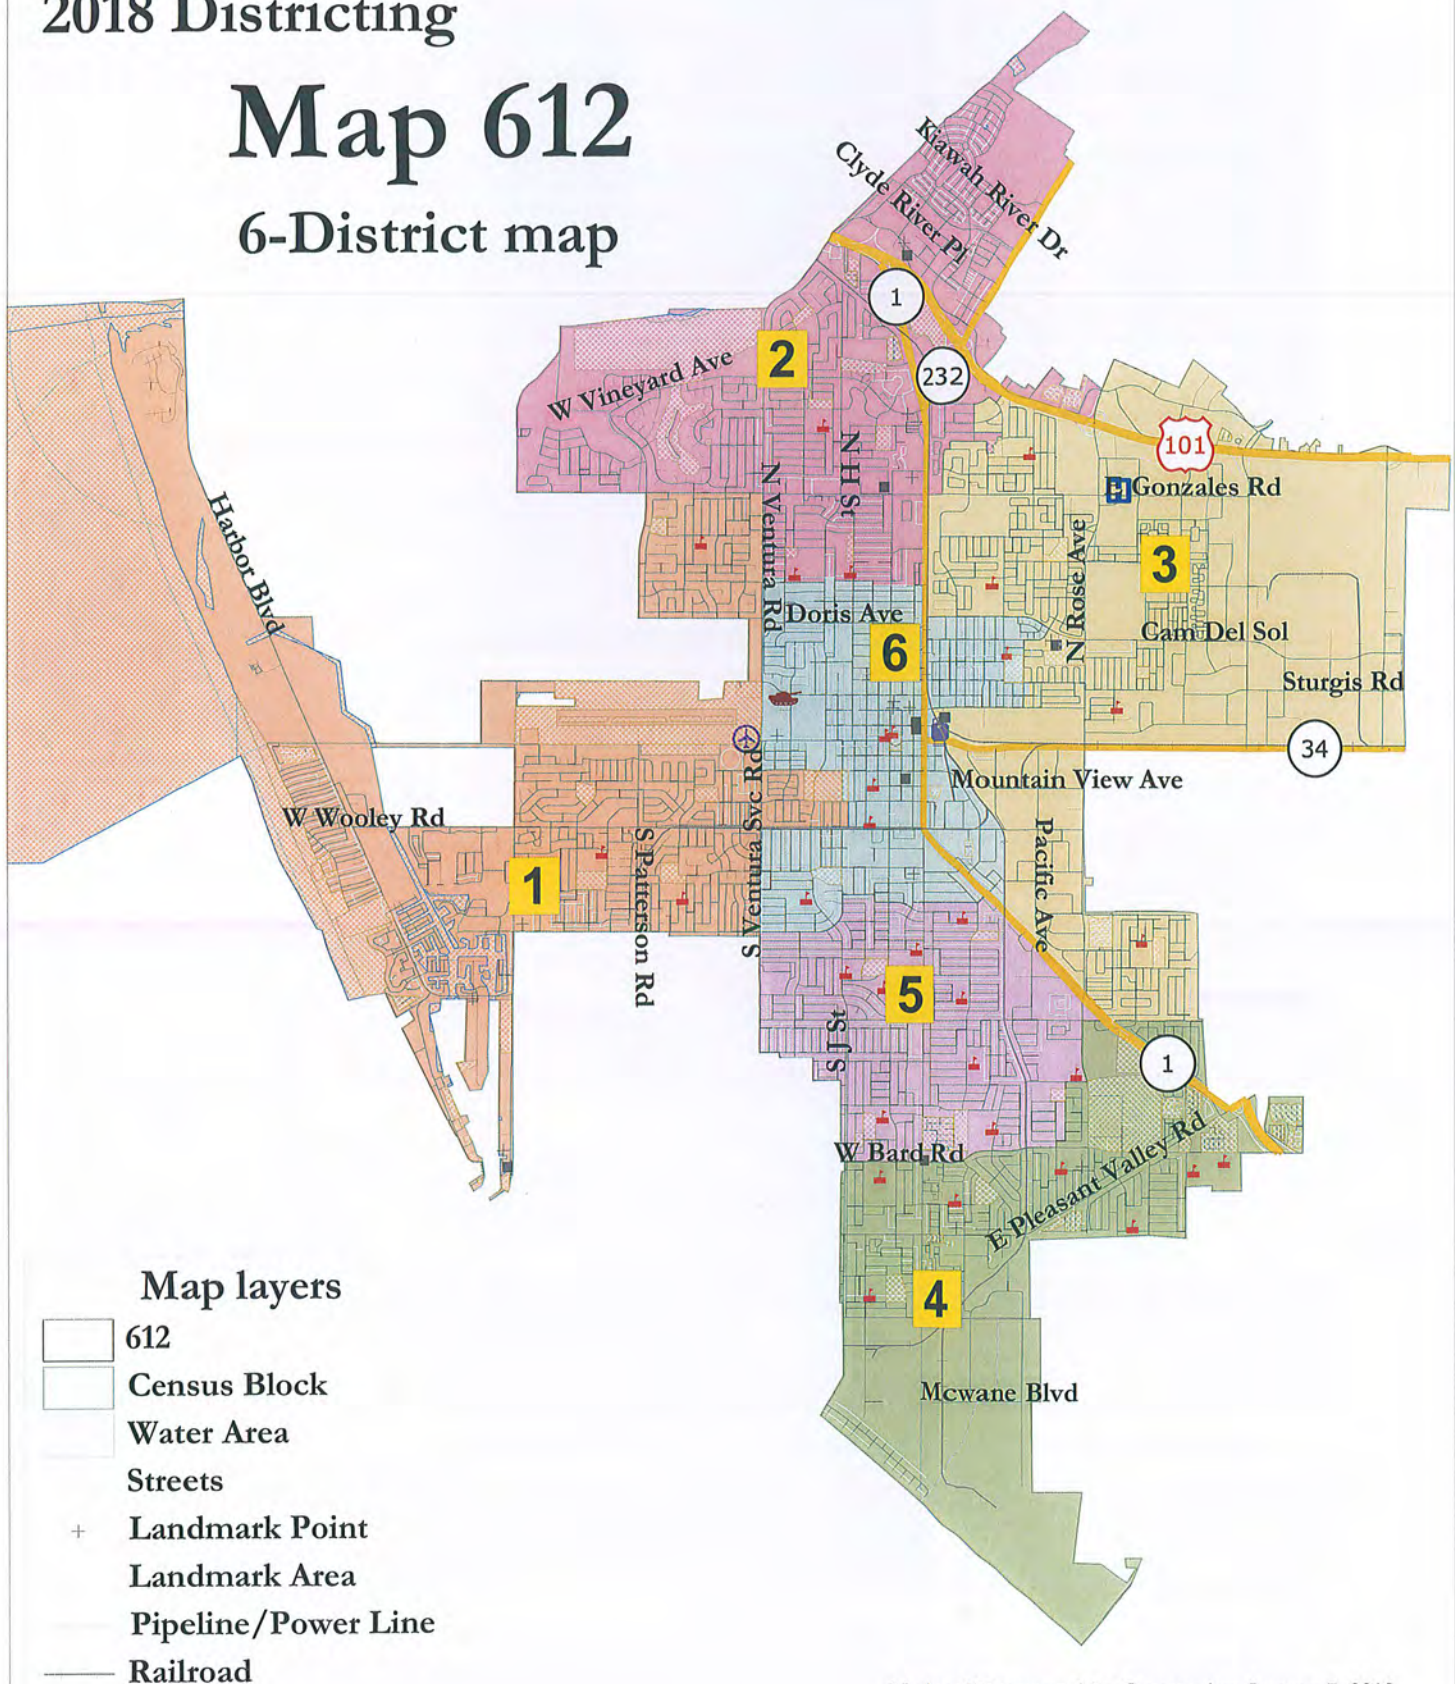 2018 Districting
Map 612
6-District map
Kiawah River Dr
Clyde River Pl
1
232
2
W Vineyard Ave
101
N H St
N Ventura Rd
Gonzales Rd
Harbor Blvd
N Rose Ave
3
Doris Ave
6
Cam Del Sol
Sturgis Rd
34
S Ventura Svc Rd
Mountain View Ave
W Wooley Rd
S Patterson Rd
1
Pacific Ave
5
S J St
1
W Bard Rd
E Pleasant Valley Rd
4
Mcwane Blvd
Map layers
612
Census Block
Water Area
Streets
Landmark Point
Landmark Area
Pipeline/Power Line
Railroad